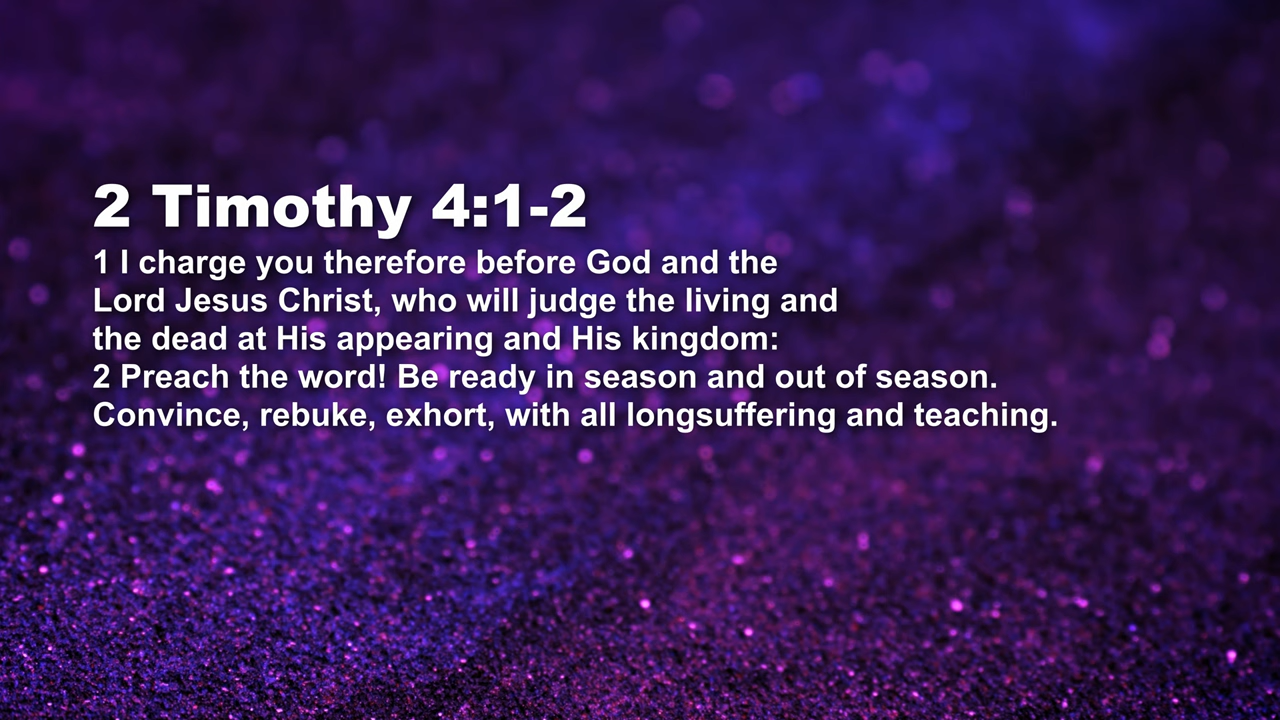 2 Timothy 4:1-2
1 I charge you therefore before God and the
Lord Jesus Christ, who will judge the living and
the dead at His appearing and His kingdom:
2 Preach the word! Be ready in season and out of season.
Convince, rebuke, exhort, with all longsuffering and teaching.